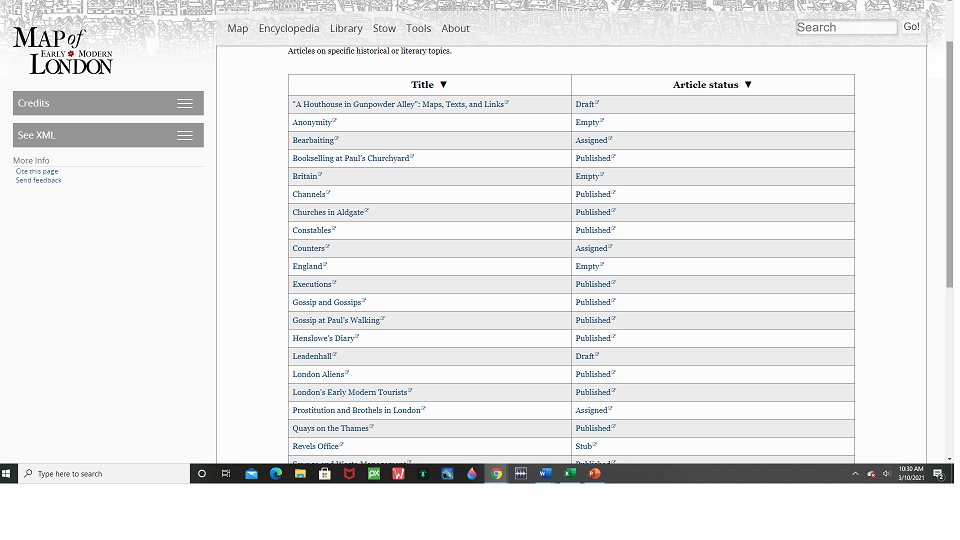 MAP of
EARLY MODERN
LONDON
Map Encyclopedia Library Stow Tools About
Search Go!
Credits
See XML
More Info
Cite this page
Send feedback
Articles on specific historical or literary topics.
Title ▼ Article status ▼
"A Houthouse in Gunpowder Alley": Maps, Texts, and Links Draft
Anonymity Empty
Bearbaiting Assigned
Bookselling at Paul's Churchyard Published
Britain Empty
Channels Published
Churches in Aldgate Published
Constables Published
Counters Assigned
England Empty
Executions Published
Gossip and Gossips Published
Gossip at Paul's Walking Published
Henslowe's Diary Published
Leadenhall Draft
London Aliens Published
London's Early Modern Tourists Published
Prostitution and Brothels in London Assigned
Quays on the Thames Published
Revels Office Stub
Type here to search
10:30 AM
3/10/2021